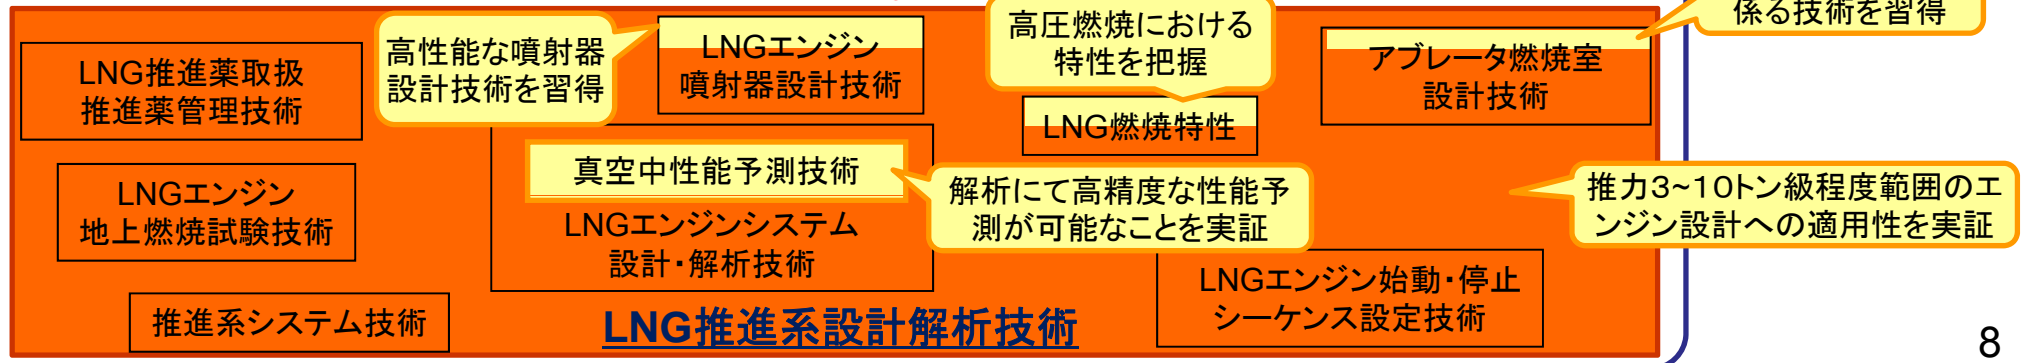 係る技術を習得
高性能な噴射器
設計技術を習得
LNGエンジン
噴射器設計技術
高圧燃焼における
特性を把握
アブレータ燃焼室
設計技術
LNG推進薬取扱
推進薬管理技術
LNG燃焼特性
真空中性能予測技術
解析にて高精度な性能予
測が可能なことを実証
推力3~10トン級程度範囲のエ
ンジン設計への適用性を実証
LNGエンジン
地上燃焼試験技術
LNGエンジンシステム
設計・解析技術
LNGエンジン始動・停止
シーケンス設定技術
推進系システム技術
LNG推進系設計解析技術
8